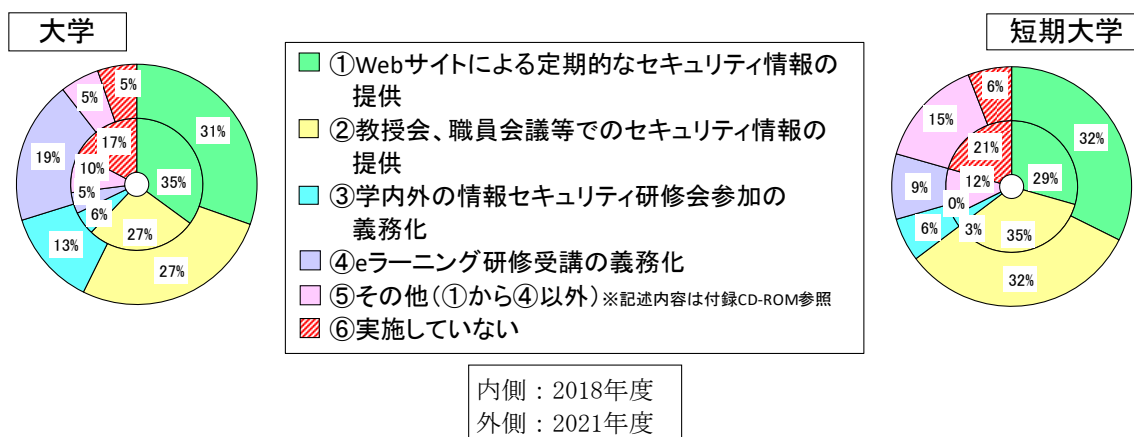 大学
短期大学
①Webサイトによる定期的なセキュリティ情報の
提供
②教授会、職員会議等でのセキュリティ情報の
提供
③学内外の情報セキュリティ研修会参加の
義務化
④eラーニング研修受講の義務化
⑤その他(①から④以外)※記述内容は付録CD-ROM参照
⑥実施していない
5%
5%
31%
17%
19%
10%
35%
5%
6%
27%
13%
27%
6%
15%
32%
21%
9%
12%
29%
0%
6%
3%
35%
32%
内側：2018年度
外側：2021年度